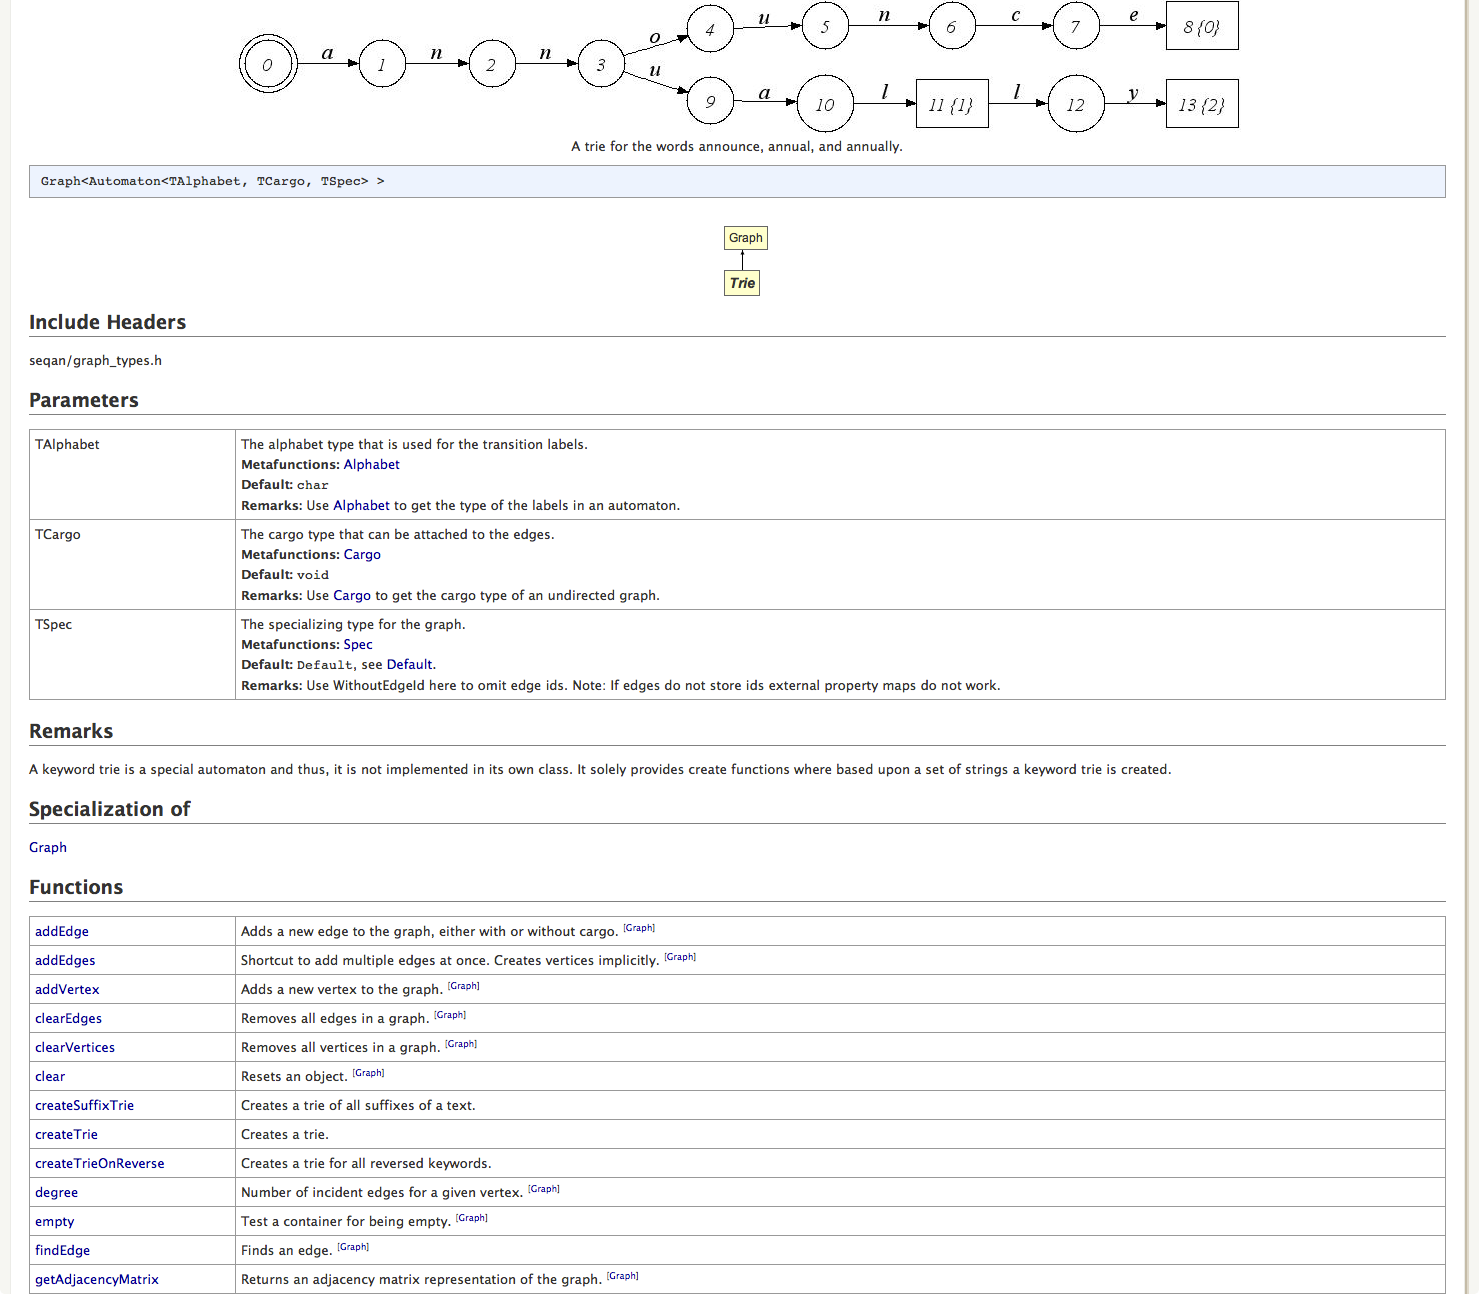 o 4 u 5 n 6 c 7 e 8 {0}
0 a 1 n 2 n 3
u 9 a 10 l 11 {1} l 12 y 13 {2}
A trie for the words announce, annual, and annually.
Graph<Automaton<TAlphabet, TCargo, TSpec> >
Graph
Trie
Include Headers
seqan/graph_types.h
Parameters
TAlphabet The alphabet type that is used for the transition labels.
Metafunctions: Alphabet
Default: char
Remarks: Use Alphabet to get the type of the labels in an automaton.
TCargo The cargo type that can be attached to the edges.
Metafunctions: Cargo
Default: void
Remarks: Use Cargo to get the cargo type of an undirected graph.
TSpec The specializing type for the graph.
Metafunctions: Spec
Default: Default, see Default.
Remarks: Use WithoutEdgeId here to omit edge ids. Note: If edges do not store ids external property maps do not work.
Remarks
A keyword trie is a special automaton and thus, it is not implemented in its own class. It solely provides create functions where based upon a set of strings a keyword trie is created.
Specialization of
Graph
Functions
addEdge Adds a new edge to the graph, either with or without cargo. [Graph]
addEdges Shortcut to add multiple edges at once. Creates vertices implicitly. [Graph]
addVertex Adds a new vertex to the graph. [Graph]
clearEdges Removes all edges in a graph. [Graph]
clearVertices Removes all vertices in a graph. [Graph]
clear Resets an object. [Graph]
createSuffixTrie Creates a trie of all suffixes of a text.
createTrie Creates a trie.
createTrieOnReverse Creates a trie for all reversed keywords.
degree Number of incident edges for a given vertex. [Graph]
empty Test a container for being empty. [Graph]
findEdge Finds an edge. [Graph]
getAdjacencyMatrix Returns an adjacency matrix representation of the graph. [Graph]